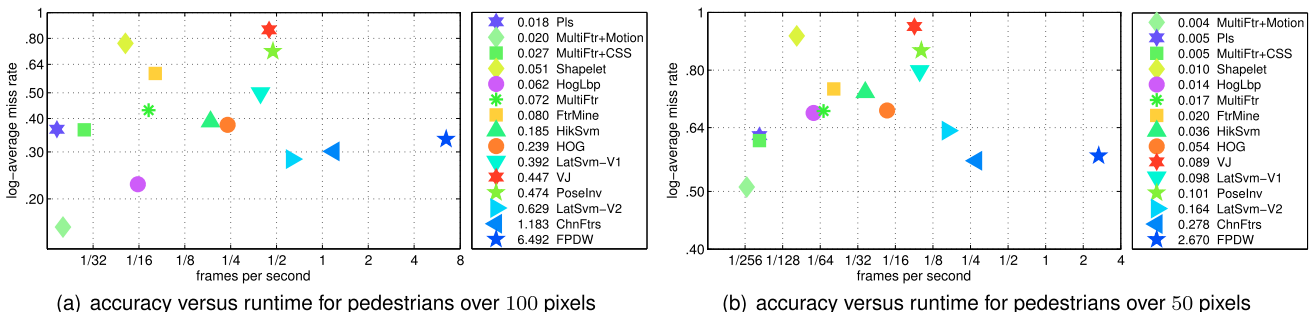 log−average miss rate
1
.80
.64
.50
.40
.30
.20
1/32 1/16 1/8 1/4 1/2 1 2 4 8
frames per second
0.018 Pls
0.020 MultiFtr+Motion
0.027 MultiFtr+CSS
0.051 Shapelet
0.062 HogLbp
0.072 MultiFtr
0.080 FtrMine
0.185 HikSvm
0.239 HOG
0.392 LatSvm−V1
0.447 VJ
0.474 PoseInv
0.629 LatSvm−V2
1.183 ChnFtrs
6.492 FPDW
(a) accuracy versus runtime for pedestrians over 100 pixels
log−average miss rate
1
.80
.64
.50
.40
1/256 1/128 1/64 1/32 1/16 1/8 1/4 1/2 1 2 4
frames per second
0.004 MultiFtr+Motion
0.005 Pls
0.005 MultiFtr+CSS
0.010 Shapelet
0.014 HogLbp
0.017 MultiFtr
0.020 FtrMine
0.036 HikSvm
0.054 HOG
0.089 VJ
0.098 LatSvm−V1
0.101 PoseInv
0.164 LatSvm−V2
0.278 ChnFtrs
2.670 FPDW
(b) accuracy versus runtime for pedestrians over 50 pixels